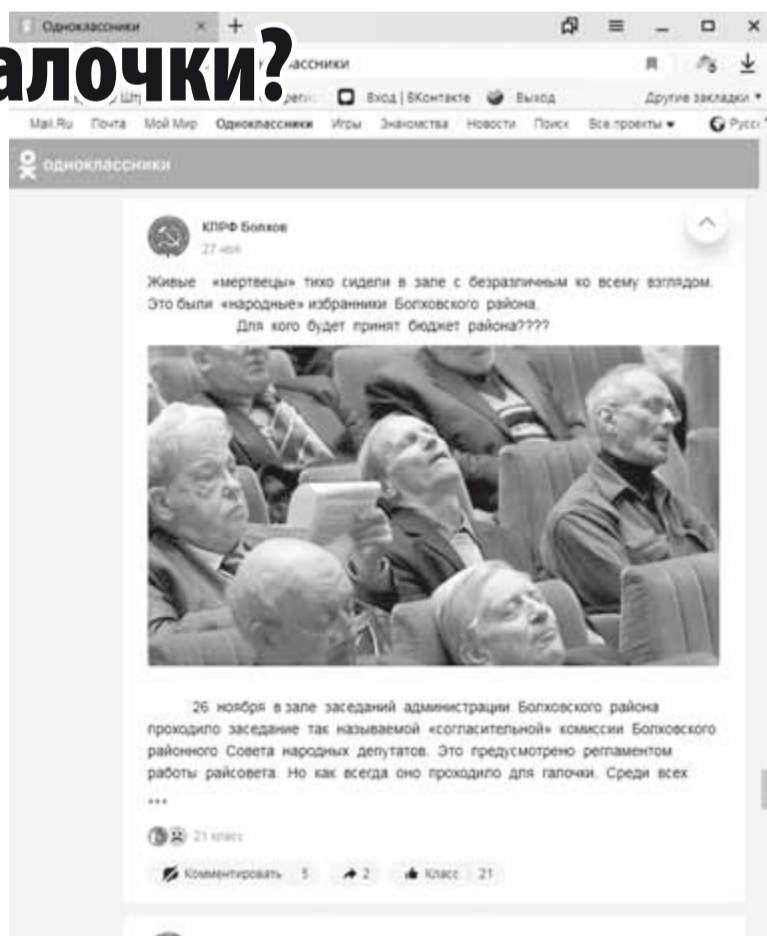 алочки?
Одноклассники
ассники
Вход | ВКонтакте Выход Другие закладки
Mail.Ru Почта Мой Мир Одноклассники Игры Знакомства Новости Поиск Все проекты
одноклассники
КПРФ Болхов
27 ноя
Живые «мертвецы» тихо сидели в зале с безразличным ко всему взглядом.
Это были «народные» избранники Болховского района.
Для кого будет принят бюджет района????
26 ноября в зале заседаний администрации Болховского района
проходило заседание так называемой «согласительной» комиссии Болховского
районного Совета народных депутатов. Это предусмотрено регламентом
работы райсовета. Но как всегда оно проходило для галочки. Среди всех
...
21 класс
Комментировать 5 2 Класс 21